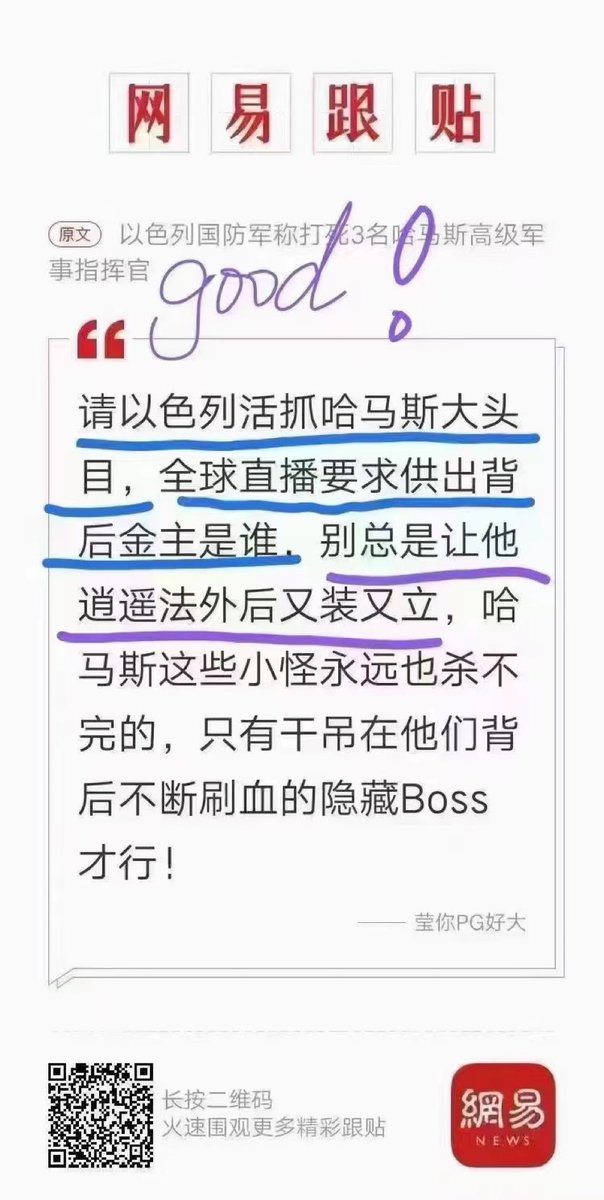 网易跟贴
原文 以色列国防军称打死3名哈马斯高级军
事指挥官
good!
请以色列活抓哈马斯大头
目，全球直播要求供出背
后金主是谁，别总是让他
逍遥法外后又装又立，哈
马斯这些小怪永远也杀不
完的，只有干吊在他们背
后不断刷血的隐藏Boss
才行！
—— 莹你PG好大
长按二维码
火速围观更多精彩跟贴
網易
NEWS